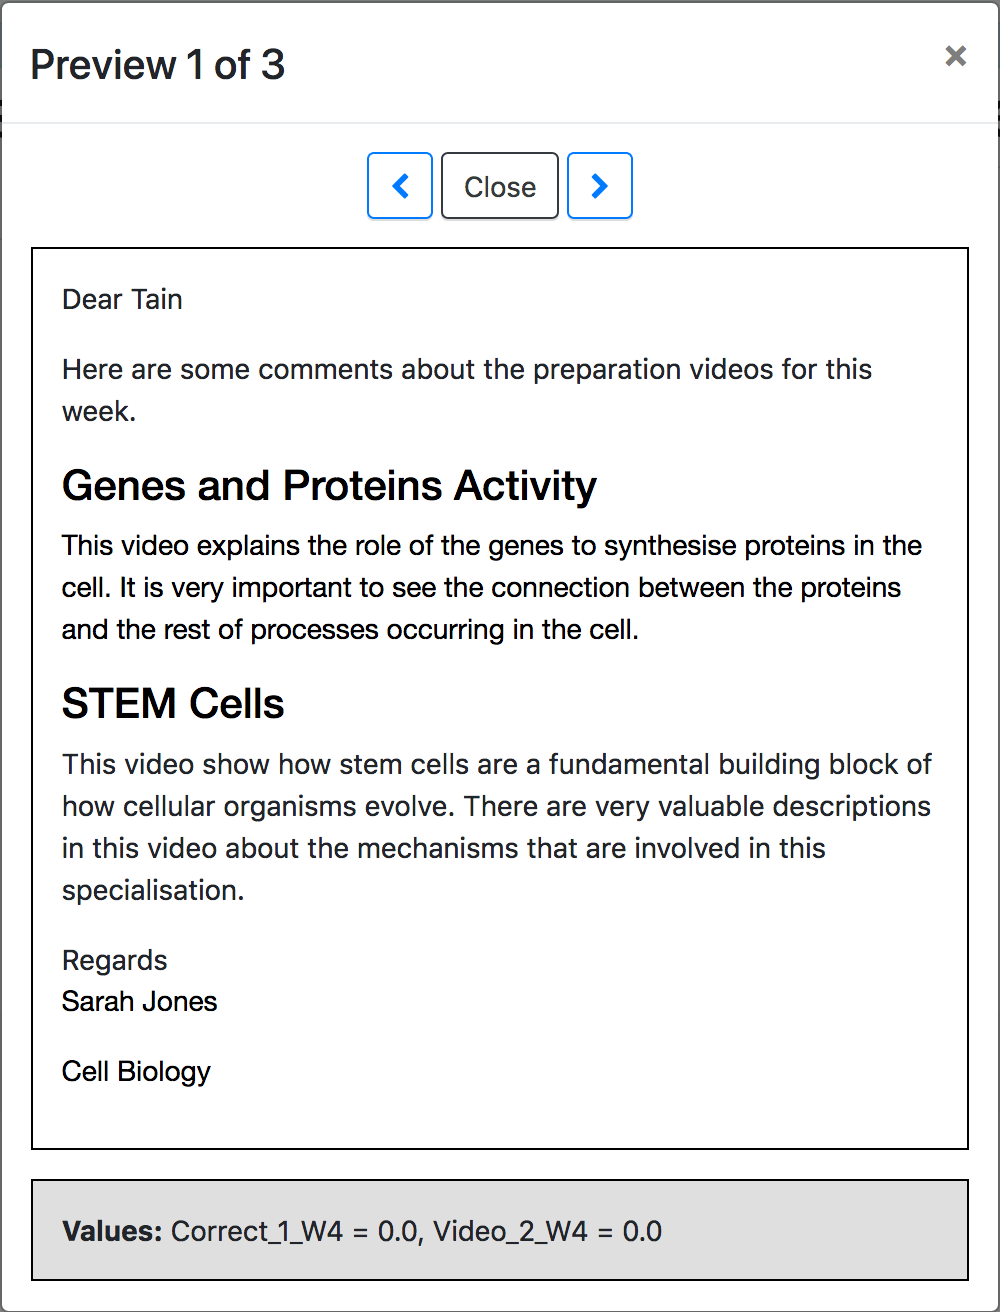 Preview 1 of 3
×
Close
Dear Tain
Here are some comments about the preparation videos for this
week.
Genes and Proteins Activity
This video explains the role of the genes to synthesise proteins in the
cell. It is very important to see the connection between the proteins
and the rest of processes occurring in the cell.
STEM Cells
This video show how stem cells are a fundamental building block of
how cellular organisms evolve. There are very valuable descriptions
in this video about the mechanisms that are involved in this
specialisation.
Regards
Sarah Jones
Cell Biology
Values: Correct_1_W4 = 0.0, Video_2_W4 = 0.0